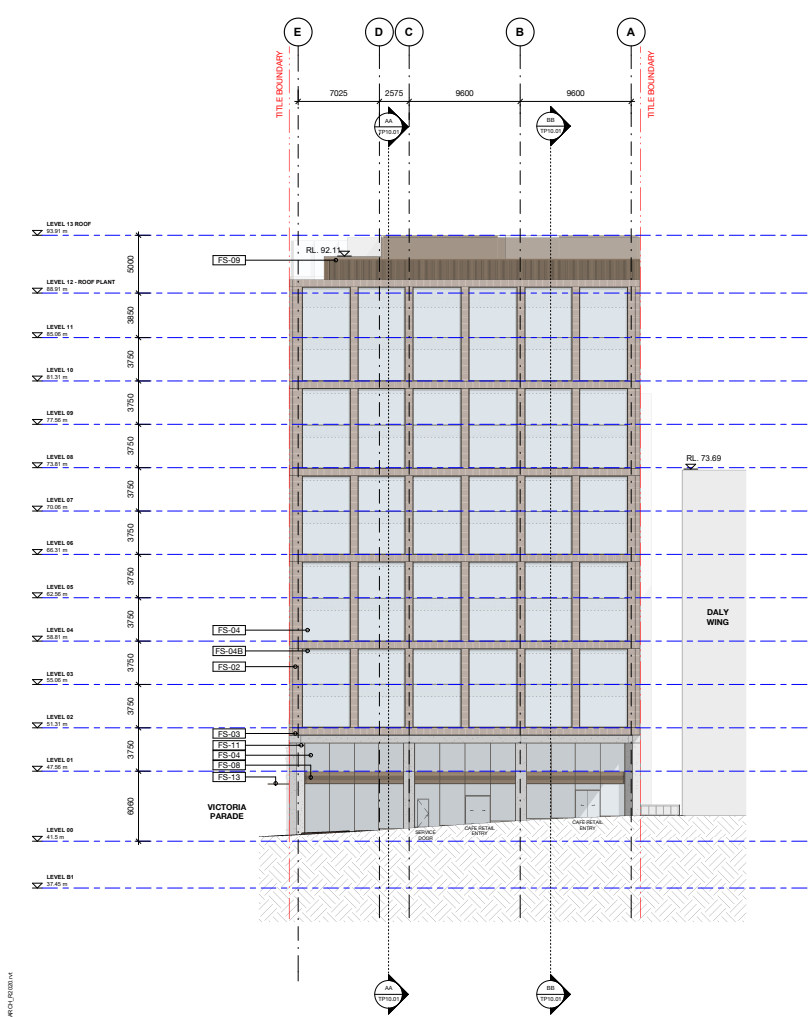 E D C B A
TITLE BOUNDARY
TITLE BOUNDARY
7025 2575 9600 9600
AA
TP10.01
BB
TP10.01
LEVEL 13 ROOF
93.91 m
RL. 92.11
FS-09
5000
LEVEL 12 - ROOF PLANT
88.91 m
3850
LEVEL 11
85.06 m
3750
LEVEL 10
81.31 m
3750
LEVEL 09
77.56 m
3750
LEVEL 08
73.81 m
RL. 73.69
3750
LEVEL 07
70.06 m
3750
LEVEL 06
66.31 m
3750
LEVEL 05
62.56 m
3750
DALY
WING
FS-04
LEVEL 04
58.81 m
FS-04B
3750
FS-02
LEVEL 03
55.06 m
3750
LEVEL 02
51.31 m
FS-03
FS-11
3750
FS-04
FS-08
LEVEL 01
47.56 m
FS-13
6060
VICTORIA
PARADE
LEVEL 00
41.5 m
SERVICE
DOOR
CAFE RETAIL
ENTRY
CAFE RETAIL
ENTRY
LEVEL B1
37.45 m
AA
TP10.01
BB
TP10.01